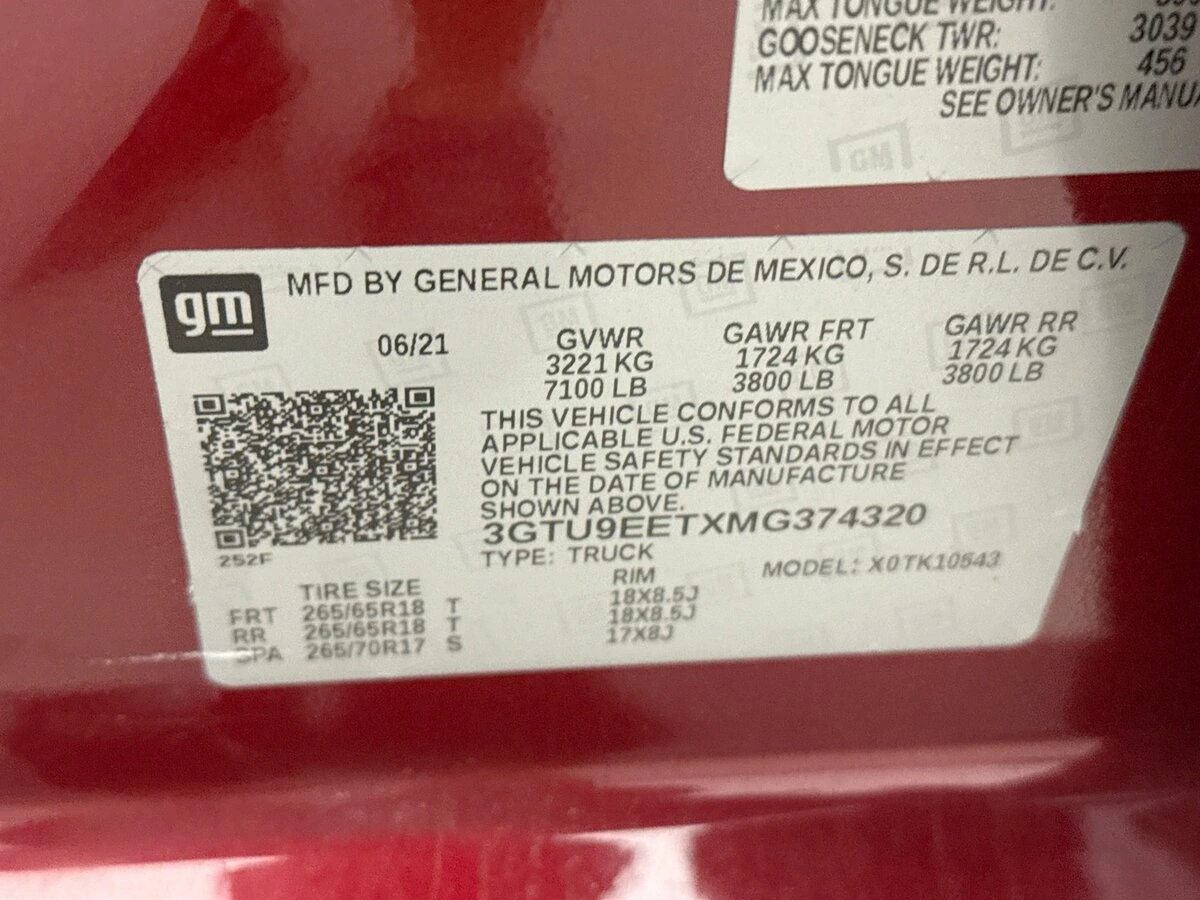 MAX TONGUE WEIGHT:
GOOSENECK TWR: 3039
MAX TONGUE WEIGHT: 456
SEE OWNER'S
gm
MFD BY GENERAL MOTORS DE MEXICO, S. DE R.L. DE C.V.
06/21 GVWR GAWR FRT GAWR RR
3221 KG 1724 KG 1724 KG
7100 LB 3800 LB 3800 LB
THIS VEHICLE CONFORMS TO ALL
APPLICABLE U.S. FEDERAL MOTOR
VEHICLE SAFETY STANDARDS IN EFFECT
ON THE DATE OF MANUFACTURE
SHOWN ABOVE.
3GTU9EETXMG374320
252F TYPE: TRUCK MODEL: X0TK10543
TIRE SIZE RIM
FRT 265/65R18 T 18X8.5J
RR 265/65R18 T 18X8.5J
SPA 265/70R17 S 17X8J